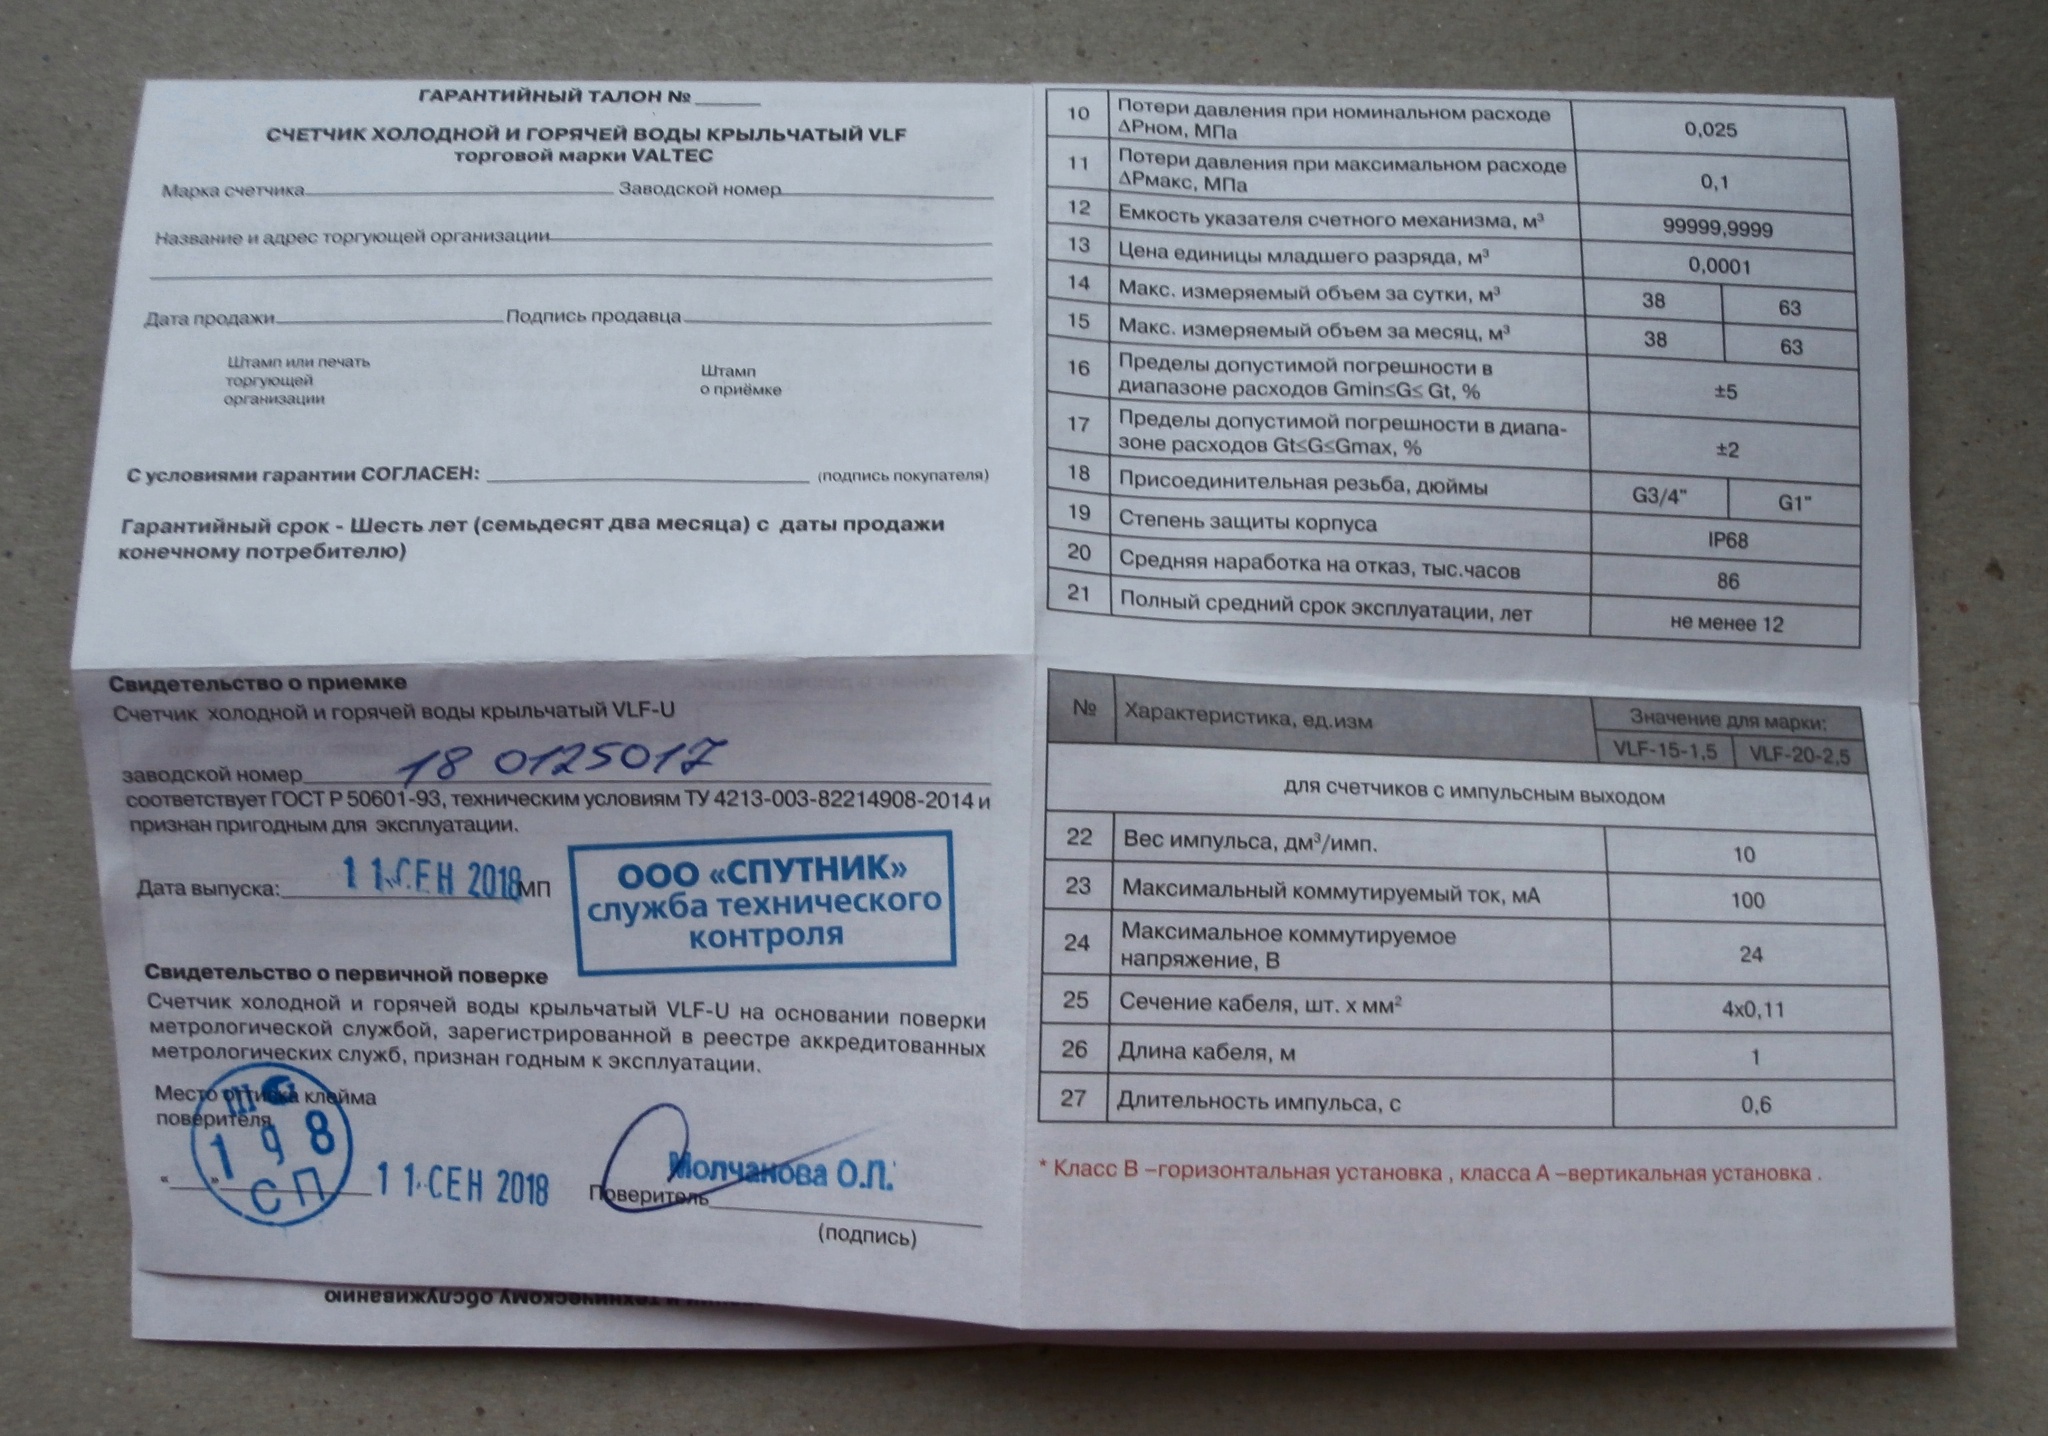 ГАРАНТИЙНЫЙ ТАЛОН №
СЧЕТЧИК ХОЛОДНОЙ И ГОРЯЧЕЙ ВОДЫ КРЫЛЬЧАТЫЙ VLF
торговой марки VALTEC
Марка счетчика Заводской номер
Название и адрес торгующей организации
Дата продажи Подпись продавца
Штамп или печать
торгующей
организации
Штамп
о приёмке
С условиями гарантии СОГЛАСЕН: (подпись покупателя)
Гарантийный срок - Шесть лет (семьдесят два месяца) с даты продажи
конечному потребителю)
Свидетельство о приемке
Счетчик холодной и горячей воды крыльчатый VLF-U
заводской номер 18 0125017
соответствует ГОСТ Р 50601-93, техническим условиям ТУ 4213-003-82214908-2014 и
признан пригодным для эксплуатации.
Дата выпуска: 11 СЕН 2018 МП
ООО «СПУТНИК»
служба технического
контроля
Свидетельство о первичной поверке
Счетчик холодной и горячей воды крыльчатый VLF-U на основании поверки
метрологической службой, зарегистрированной в реестре аккредитованных
метрологических служб, признан годным к эксплуатации.
Место оттиска клейма
поверителя
1 9 8
СП
« » 11 СЕН 2018
Молчанова О.П.
Поверитель
(подпись)
обслуживанию
10 Потери давления при номинальном расходе
ΔРном, МПа 0,025
11 Потери давления при максимальном расходе
ΔРмакс, МПа 0,1
12 Емкость указателя счетного механизма, м³ 99999,9999
13 Цена единицы младшего разряда, м³ 0,0001
14 Макс. измеряемый объем за сутки, м³ 38 63
15 Макс. измеряемый объем за месяц, м³ 38 63
16 Пределы допустимой погрешности в
диапазоне расходов Gmin≤G≤ Gt, % ±5
17 Пределы допустимой погрешности в диапа-
зоне расходов Gt≤G≤Gmax, % ±2
18 Присоединительная резьба, дюймы G3/4" G1"
19 Степень защиты корпуса IP68
20 Средняя наработка на отказ, тыс.часов 86
21 Полный средний срок эксплуатации, лет не менее 12
№ Характеристика, ед.изм Значение для марки:
VLF-15-1,5 VLF-20-2,5
для счетчиков с импульсным выходом
22 Вес импульса, дм³/имп. 10
23 Максимальный коммутируемый ток, мА 100
24 Максимальное коммутируемое
напряжение, В 24
25 Сечение кабеля, шт. х мм² 4х0,11
26 Длина кабеля, м 1
27 Длительность импульса, с 0,6
* Класс В –горизонтальная установка , класса А –вертикальная установка .